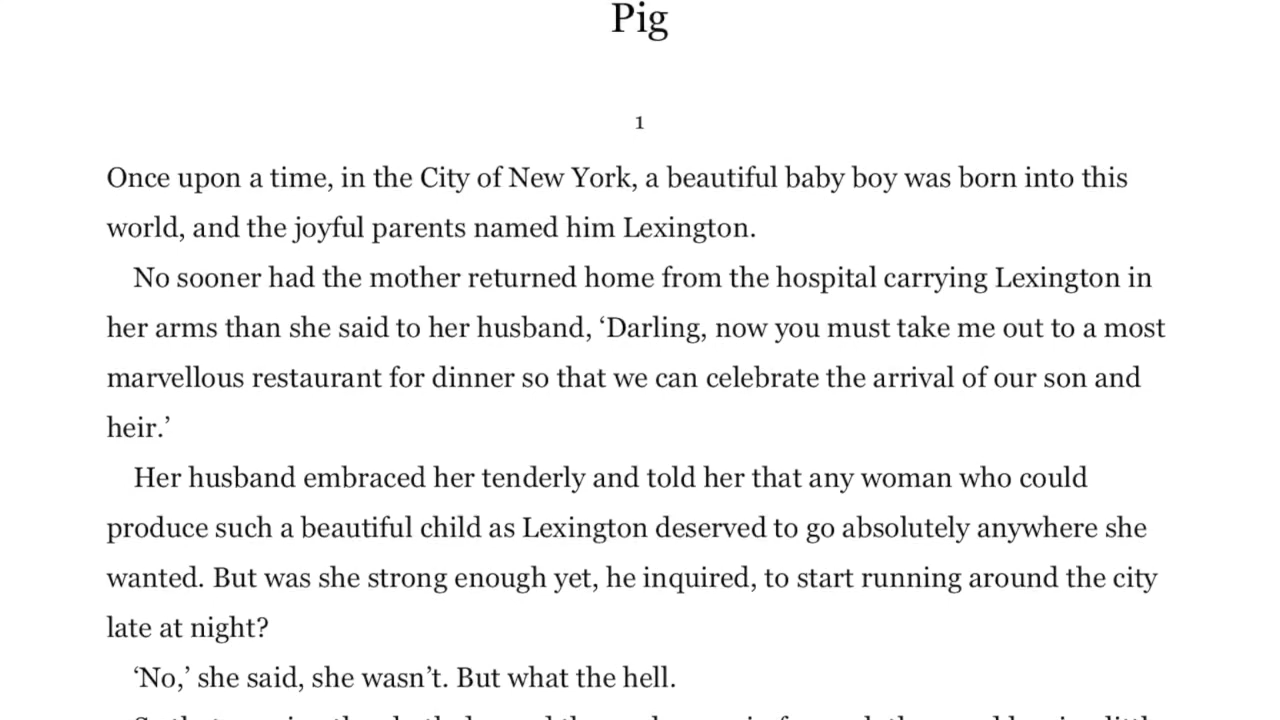 Pig
1
Once upon a time, in the City of New York, a beautiful baby boy was born into this
world, and the joyful parents named him Lexington.
No sooner had the mother returned home from the hospital carrying Lexington in
her arms than she said to her husband, ‘Darling, now you must take me out to a most
marvellous restaurant for dinner so that we can celebrate the arrival of our son and
heir.’
Her husband embraced her tenderly and told her that any woman who could
produce such a beautiful child as Lexington deserved to go absolutely anywhere she
wanted. But was she strong enough yet, he inquired, to start running around the city
late at night?
‘No,’ she said, she wasn’t. But what the hell.